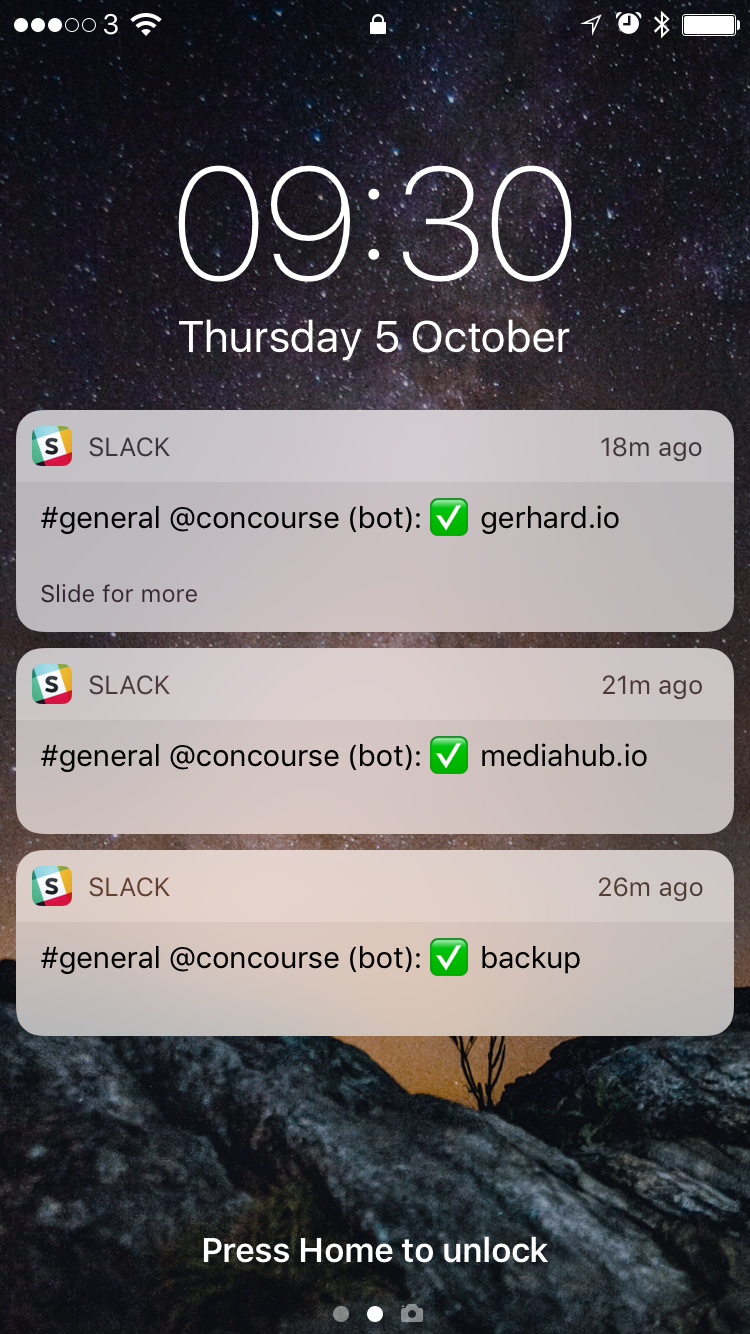 3
09:30
Thursday 5 October
SLACK 18m ago
#general @concourse (bot): ✅ gerhard.io
Slide for more
SLACK 21m ago
#general @concourse (bot): ✅ mediahub.io
SLACK 26m ago
#general @concourse (bot): ✅ backup
Press Home to unlock